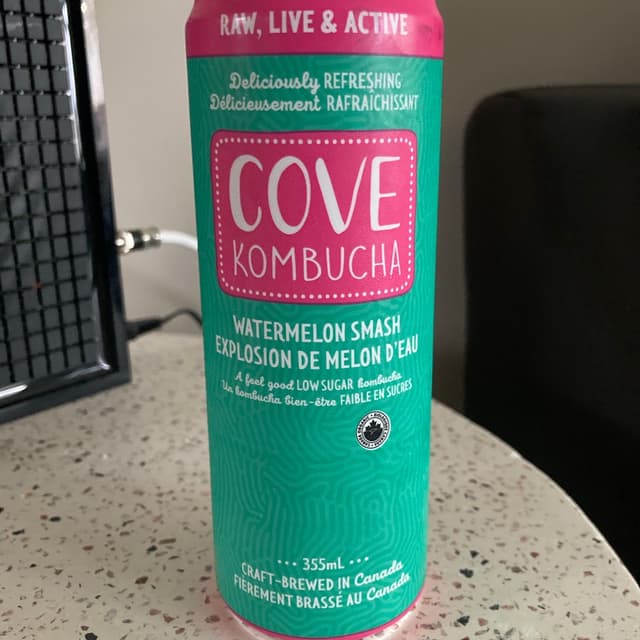 RAW, LIVE & ACTIVE
Deliciously REFRESHING
Délicieusement RAFRAÎCHISSANT
COVE
KOMBUCHA
WATERMELON SMASH
EXPLOSION DE MELON D'EAU
A feel good LOW SUGAR kombucha
Un kombucha bien-être FAIBLE EN SUCRES
••• 355mL •••
CRAFT-BREWED IN Canada
FIÈREMENT BRASSÉ AU Canada